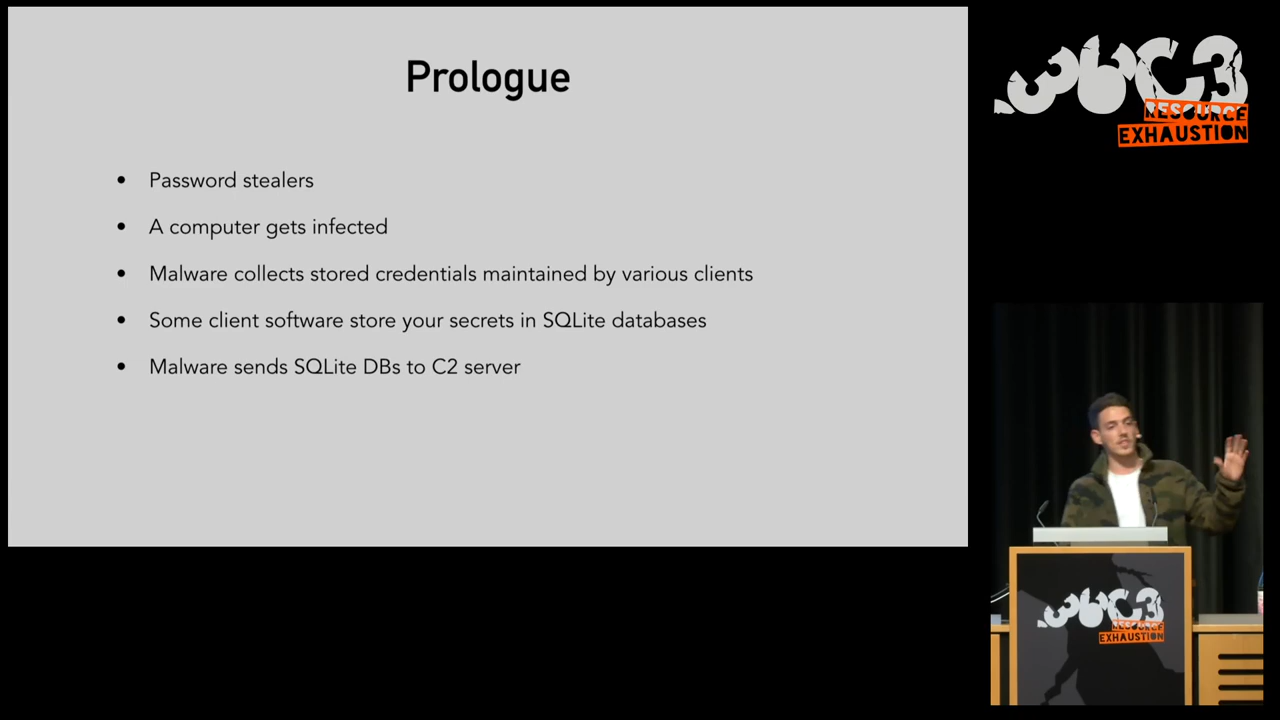 Prologue
• Password stealers
• A computer gets infected
• Malware collects stored credentials maintained by various clients
• Some client software store your secrets in SQLite databases
• Malware sends SQLite DBs to C2 server
36C3
RESOURCE
EXHAUSTION
36C3
RESOURCE
EXHAUSTION